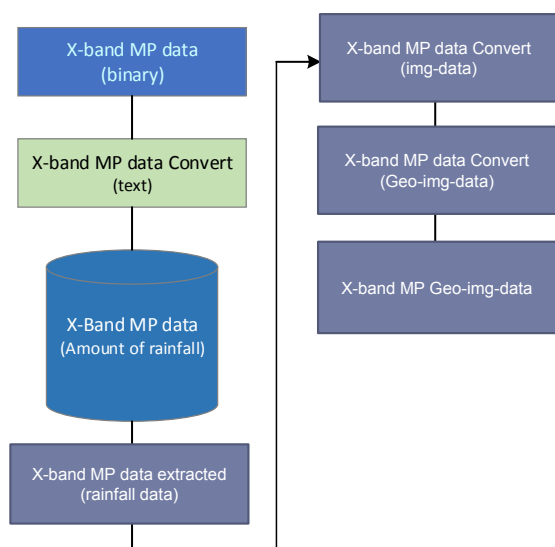 X-band MP data
(binary)
X-band MP data Convert
(text)
X-Band MP data
(Amount of rainfall)
X-band MP data extracted
(rainfall data)
X-band MP data Convert
(img-data)
X-band MP data Convert
(Geo-img-data)
X-band MP Geo-img-data